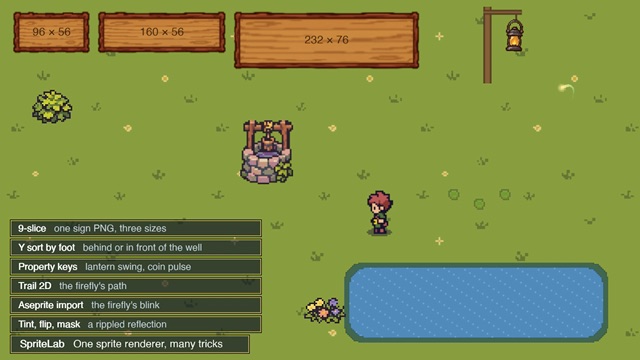 96 × 56
160 × 56
232 × 76
9-slice one sign PNG, three sizes
Y sort by foot behind or in front of the well
Property keys lantern swing, coin pulse
Trail 2D the firefly's path
Aseprite import the firefly's blink
Tint, flip, mask a rippled reflection
SpriteLab One sprite renderer, many tricks